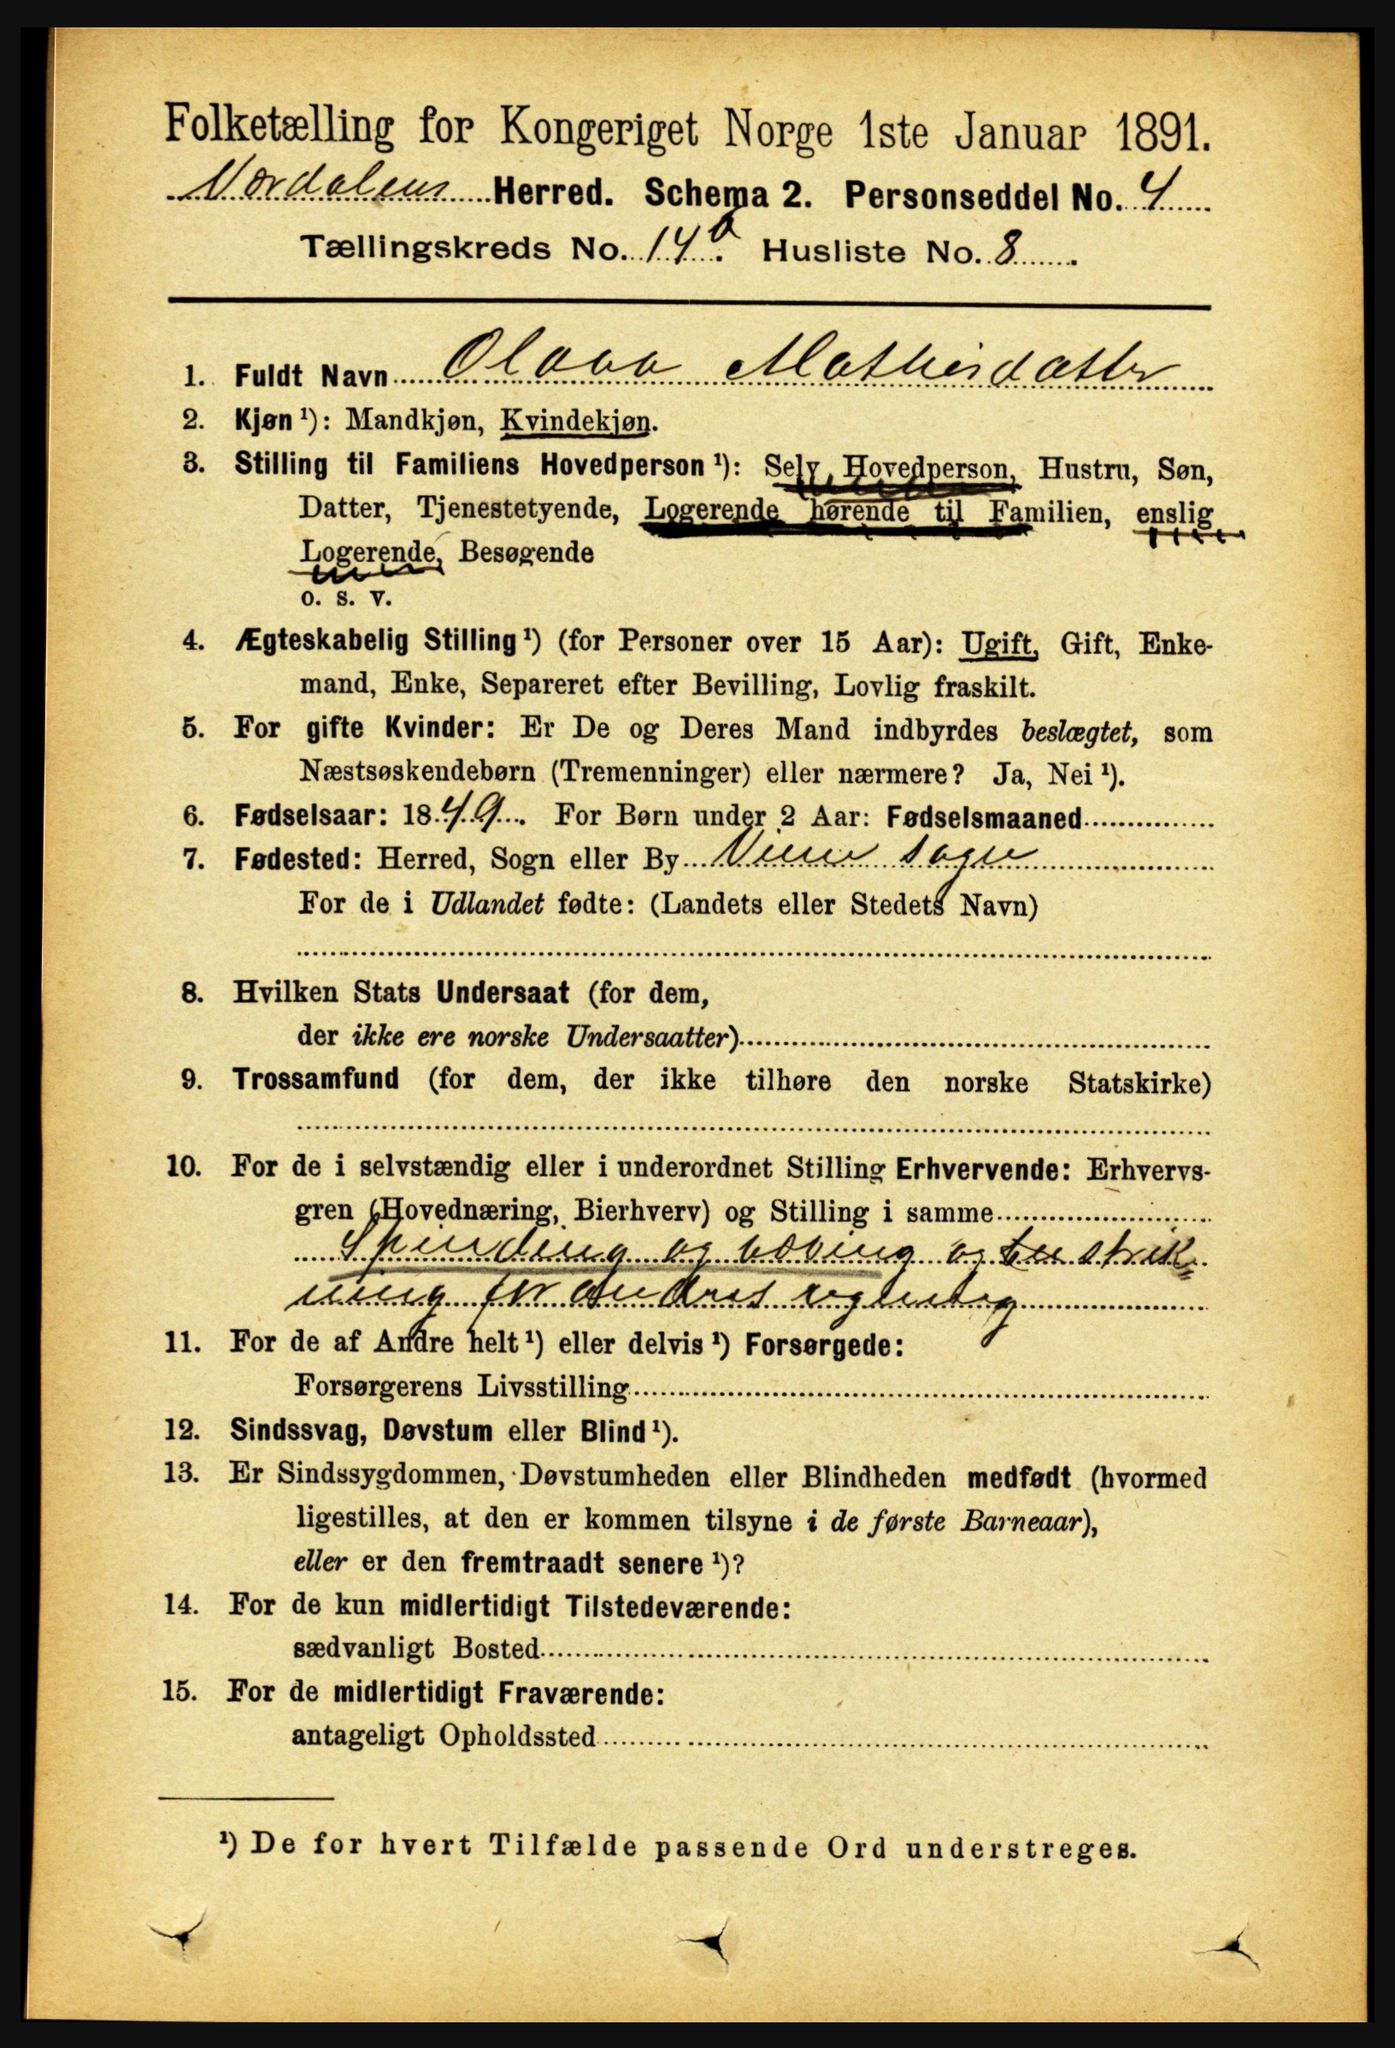 Folketælling for Kongeriget Norge 1ste Januar 1891.
Herred. Schema 2. Personseddel No. 4
Tællingskreds No. 14 a. Husliste No. 8.
1. Fuldt Navn Olava
2. Kjøn¹): Mandkjøn, Kvindekjøn.
3. Stilling til Familiens Hovedperson¹): Selv, Hovedperson, Hustru, Søn,
Datter, Tjenestetyende, Logerende hørende til Familien, enslig
Logerende, Besøgende
o. s. v.
4. Ægteskabelig Stilling¹) (for Personer over 15 Aar): Ugift, Gift, Enke-
mand, Enke, Separeret efter Bevilling, Lovlig fraskilt.
5. For gifte Kvinder: Er De og Deres Mand indbyrdes beslægtet, som
Næstsøskendebørn (Tremenninger) eller nærmere? Ja, Nei¹).
6. Fødselsaar: 1849. For Børn under 2 Aar: Fødselsmaaned
7. Fødested: Herred, Sogn eller By sogn
For de i Udlandet fødte: (Landets eller Stedets Navn)
8. Hvilken Stats Undersaat (for dem,
der ikke ere norske Undersaatter)
9. Trossamfund (for dem, der ikke tilhøre den norske Statskirke)
10. For de i selvstændig eller i underordnet Stilling Erhvervende: Erhvervs-
gren (Hovednæring, Bierhverv) og Stilling i samme
Spinding og væving og strik
ning for andres regning
11. For de af Andre helt¹) eller delvis¹) Forsørgede:
Forsørgerens Livsstilling
12. Sindssvag, Døvstum eller Blind¹).
13. Er Sindssygdommen, Døvstumheden eller Blindheden medfødt (hvormed
ligestilles, at den er kommen tilsyne i de første Barneaar),
eller er den fremtraadt senere¹)?
14. For de kun midlertidigt Tilstedeværende:
sædvanligt Bosted
15. For de midlertidigt Fraværende:
antageligt Opholdssted
¹) De for hvert Tilfælde passende Ord understreges.